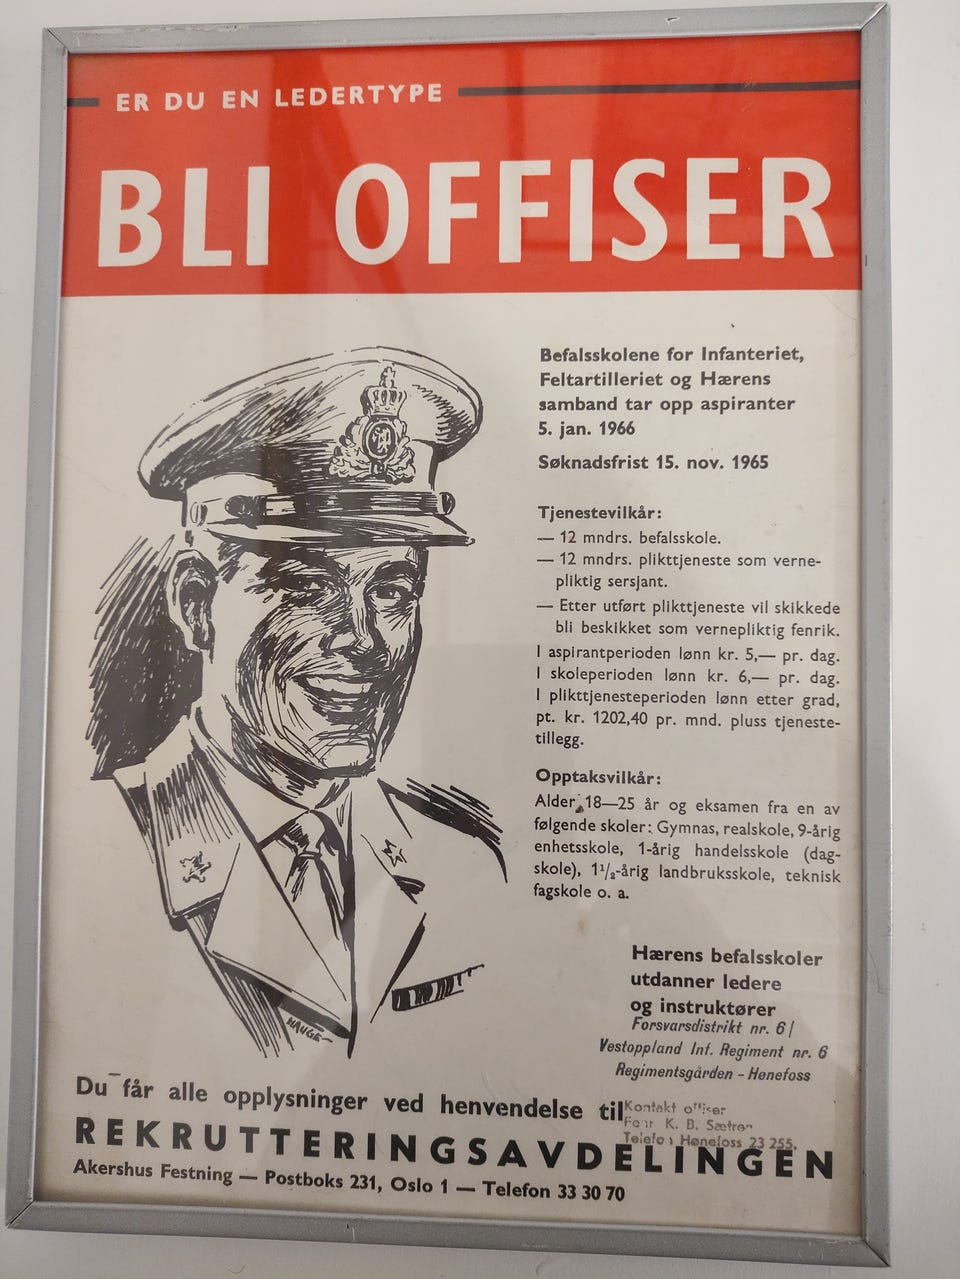 ER DU EN LEDERTYPE
BLI OFFISER
Befalsskolene for Infanteriet,
Feltartilleriet og Hærens
samband tar opp aspiranter
5. jan. 1966
Søknadsfrist 15. nov. 1965
Tjenestevilkår:
— 12 mndrs. befalsskole.
— 12 mndrs. plikttjeneste som verne-
pliktig sersjant.
— Etter utført plikttjeneste vil skikkede
bli beskikket som vernepliktig fenrik.
I aspirantperioden lønn kr. 5,— pr. dag.
I skoleperioden lønn kr. 6,— pr. dag.
I plikttjenesteperioden lønn etter grad,
pt. kr. 1202,40 pr. mnd. pluss tjeneste-
tillegg.
Opptaksvilkår:
Alder 18—25 år og eksamen fra en av
følgende skoler: Gymnas, realskole, 9-årig
enhetsskole, 1-årig handelsskole (dag-
skole), 1½-årig landbruksskole, teknisk
fagskole o. a.
Hærens befalsskoler
utdanner ledere
og instruktører
Forsvarsdistrikt nr. 6/
Vestoppland Inf. Regiment nr. 6
Regimentsgården - Hønefoss
HAUGE
Du får alle opplysninger ved henvendelse til
Kontakt
K. B.
Hønefoss 23 255.
REKRUTTERINGSAVDELINGEN
Akershus Festning — Postboks 231, Oslo 1 — Telefon 33 30 70